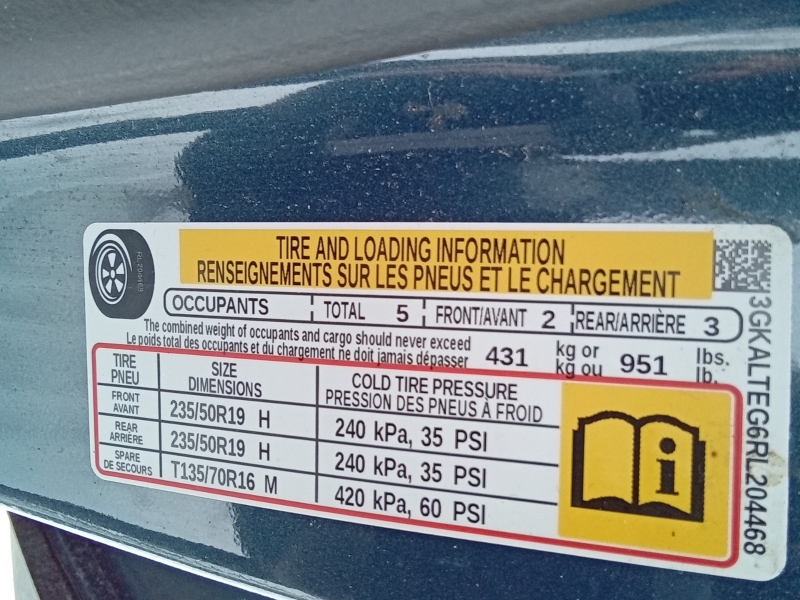 TIRE AND LOADING INFORMATION
RENSEIGNEMENTS SUR LES PNEUS ET LE CHARGEMENT
RL204468
OCCUPANTS TOTAL 5 FRONT/AVANT 2 REAR/ARRIÈRE 3
The combined weight of occupants and cargo should never exceed
Le poids total des occupants et du chargement ne doit jamais dépasser
431 kg or 951 lbs.
kg ou lb.
TIRE SIZE COLD TIRE PRESSURE
PNEU DIMENSIONS PRESSION DES PNEUS À FROID
FRONT
AVANT 235/50R19 H 240 kPa, 35 PSI
REAR
ARRIÈRE 235/50R19 H 240 kPa, 35 PSI
SPARE
DE SECOURS T135/70R16 M 420 kPa, 60 PSI
i
3GKALTEG6RL204468